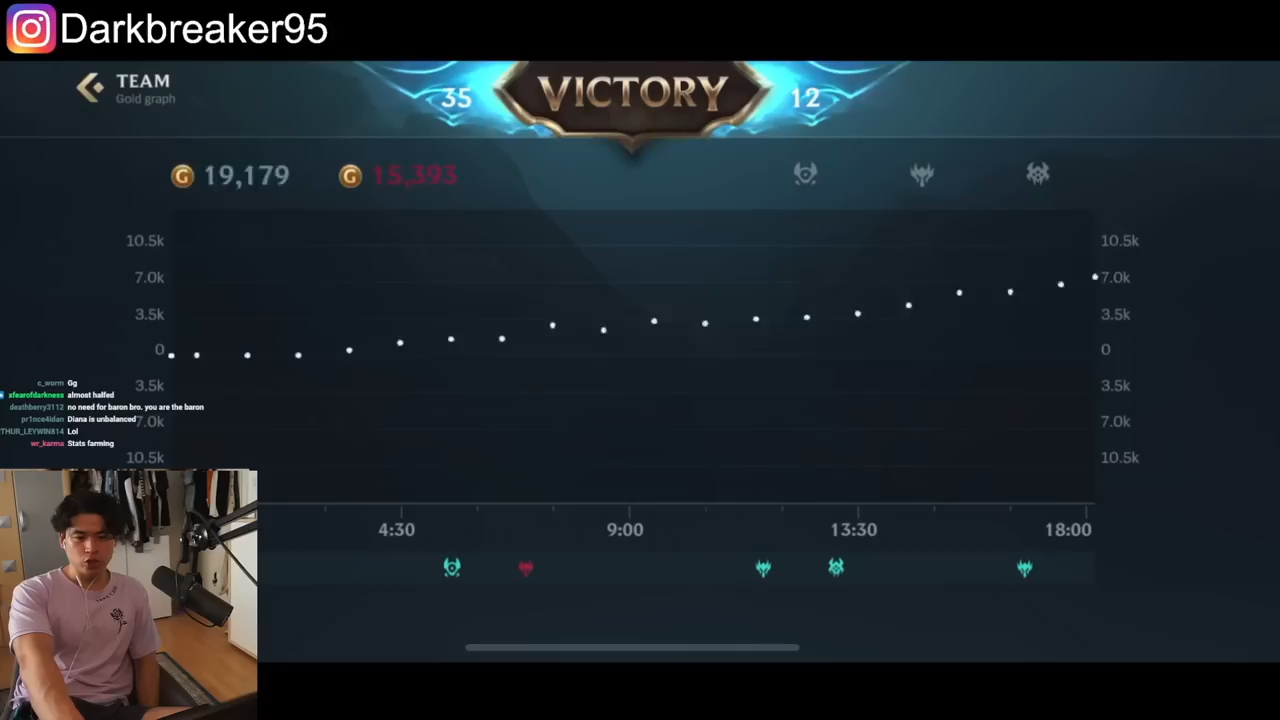 Darkbreaker95
TEAM
Gold graph
35 VICTORY 12
G 19,179 G 15,393
10.5k 10.5k
7.0k 7.0k
3.5k 3.5k
0 0
3.5k 3.5k
7.0k 7.0k
10.5k 10.5k
c_worm Gg
xfearofdarkness almost halfed
deathberry3112 no need for baron bro. you are the baron
pr1nce4idan Diana is unbalanced
THUR_LEYWIN814 Lol
wr_karma Stats farming
4:30 9:00 13:30 18:00